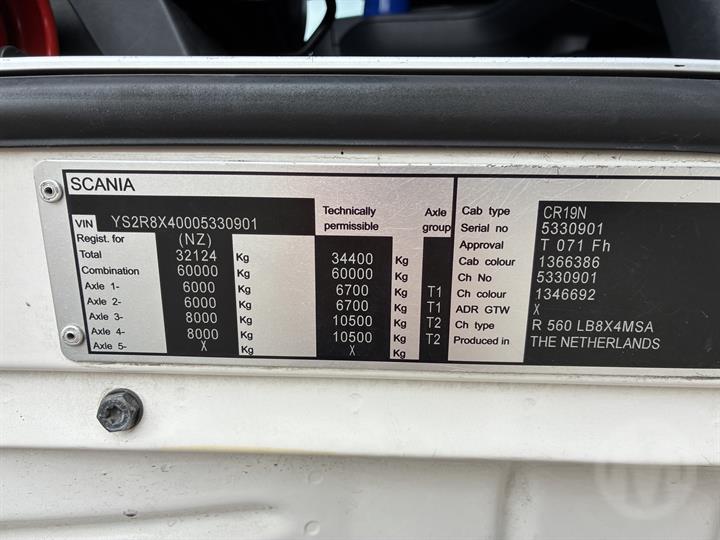 SCANIA
VIN YS2R8X40005330901 Technically permissible Axle group
Regist. for (NZ)
Total 32124 Kg 34400 Kg
Combination 60000 Kg 60000 Kg
Axle 1- 6000 Kg 6700 Kg T1
Axle 2- 6000 Kg 6700 Kg T1
Axle 3- 8000 Kg 10500 Kg T2
Axle 4- 8000 Kg 10500 Kg T2
Axle 5- X Kg X Kg
Cab type CR19N
Serial no 5330901
Approval T 071 Fh
Cab colour 1366386
Ch No 5330901
Ch colour 1346692
ADR GTW X
Ch type R 560 LB8X4MSA
Produced in THE NETHERLANDS
M